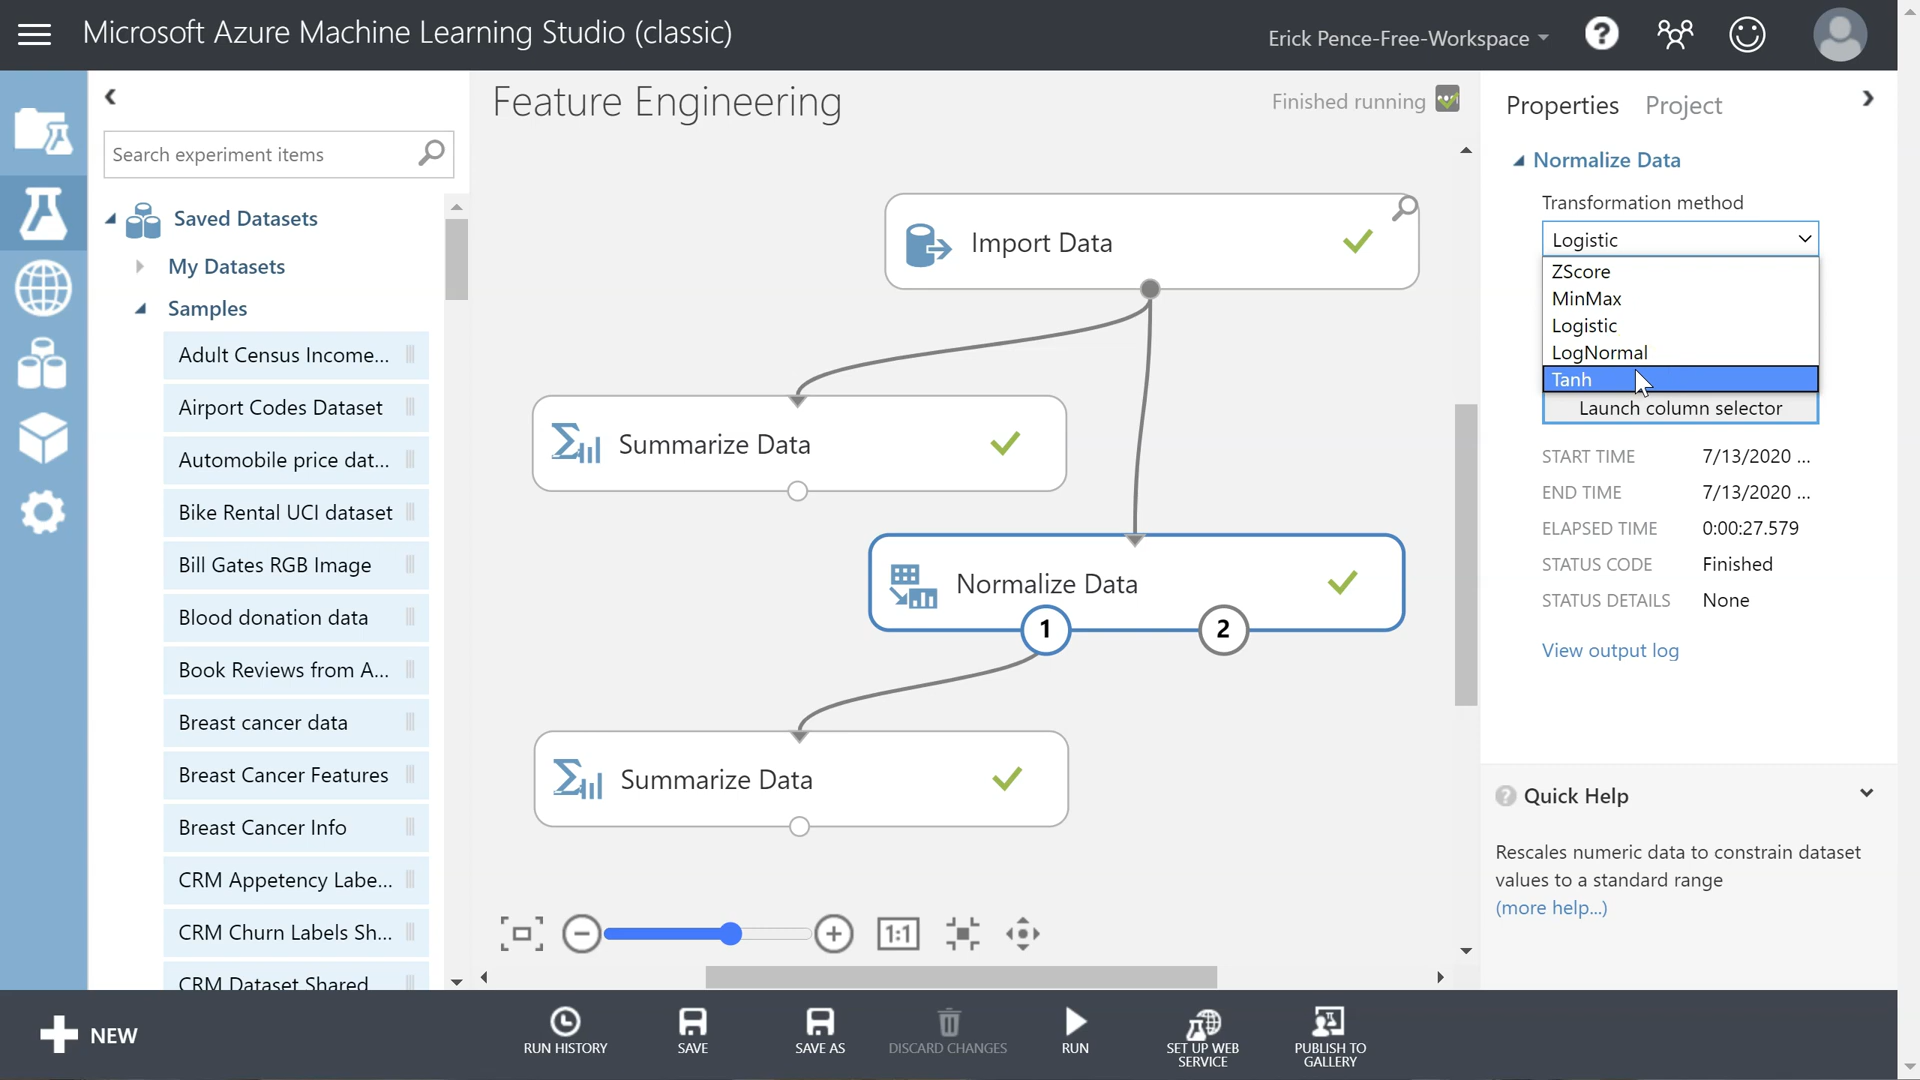 Microsoft Azure Machine Learning Studio (classic)
Erick Pence-Free-Workspace
Search experiment items
Saved Datasets
My Datasets
Samples
Adult Census Income...
Airport Codes Dataset
Automobile price dat...
Bike Rental UCI dataset
Bill Gates RGB Image
Blood donation data
Book Reviews from A...
Breast cancer data
Breast Cancer Features
Breast Cancer Info
CRM Appetency Labe...
CRM Churn Labels Sh...
CRM Dataset Shared
Feature Engineering
Finished running
Import Data
Summarize Data
Normalize Data
1
2
Summarize Data
1:1
Properties
Project
Normalize Data
Transformation method
Logistic
ZScore
MinMax
Logistic
LogNormal
Tanh
Launch column selector
START TIME 7/13/2020 ...
END TIME 7/13/2020 ...
ELAPSED TIME 0:00:27.579
STATUS CODE Finished
STATUS DETAILS None
View output log
Quick Help
Rescales numeric data to constrain dataset
values to a standard range
(more help...)
NEW
RUN HISTORY
SAVE
SAVE AS
DISCARD CHANGES
RUN
SET UP WEB
SERVICE
PUBLISH TO
GALLERY